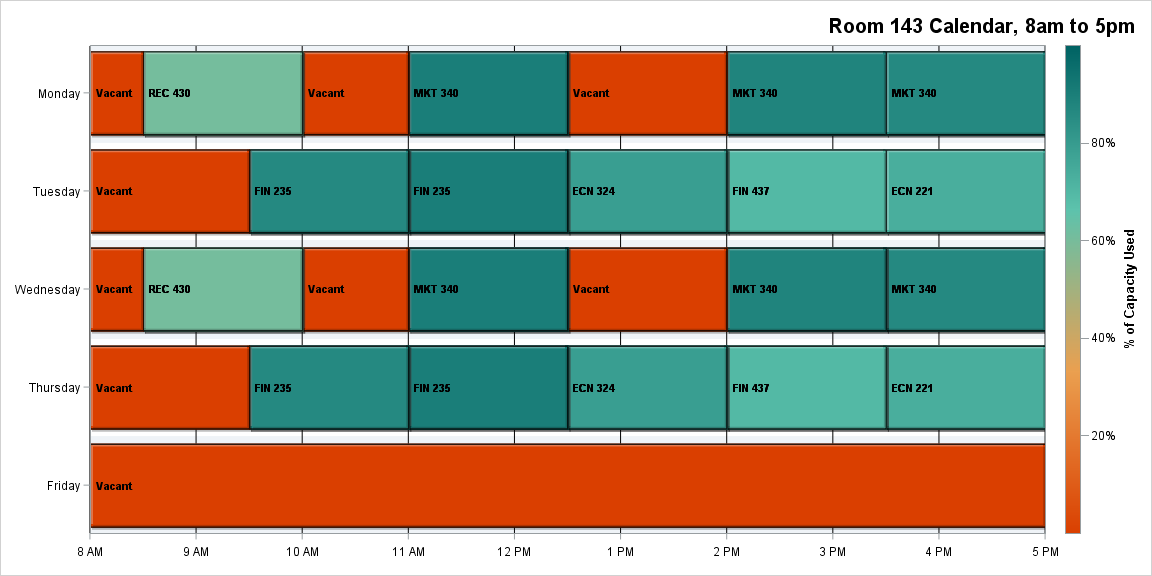 Room 143 Calendar, 8am to 5pm
Monday Vacant REC 430 Vacant MKT 340 Vacant MKT 340 MKT 340
80%
Tuesday Vacant FIN 235 FIN 235 ECN 324 FIN 437 ECN 221
60%
% of Capacity Used
Wednesday Vacant REC 430 Vacant MKT 340 Vacant MKT 340 MKT 340
40%
Thursday Vacant FIN 235 FIN 235 ECN 324 FIN 437 ECN 221
20%
Friday Vacant
8 AM 9 AM 10 AM 11 AM 12 PM 1 PM 2 PM 3 PM 4 PM 5 PM